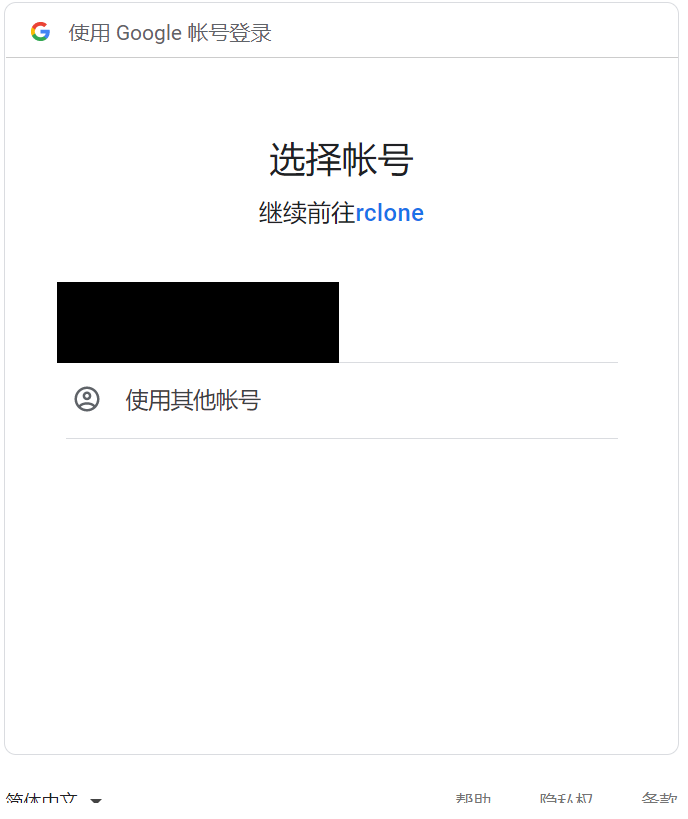 使用 Google 帐号登录
选择帐号
继续前往rclone
使用其他帐号
简体中文
帮助 隐私权 条款